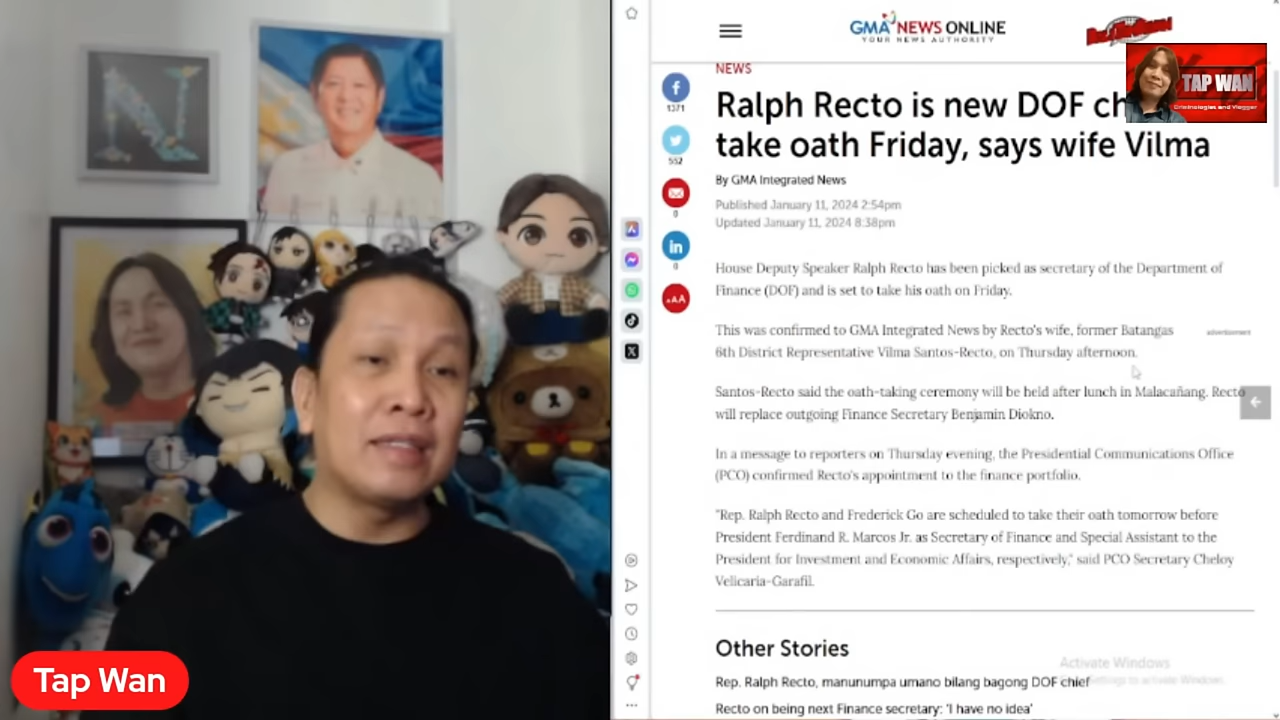 GMA NEWS ONLINE
YOUR NEWS AUTHORITY
TAP WAN
Criminologist and Vlogger
NEWS
Ralph Recto is new DOF
take oath Friday, says wife Vilma
By GMA Integrated News
Published January 11, 2024 2:54pm
Updated January 11, 2024 8:38pm
1371
552
0
in
0
AAA
House Deputy Speaker Ralph Recto has been picked as secretary of the Department of
Finance (DOF) and is set to take his oath on Friday.
This was confirmed to GMA Integrated News by Recto's wife, former Batangas
6th District Representative Vilma Santos-Recto, on Thursday afternoon.
advertisement
Santos-Recto said the oath-taking ceremony will be held after lunch in Malacañang. Recto
will replace outgoing Finance Secretary Benjamin Diokno.
In a message to reporters on Thursday evening, the Presidential Communications Office
(PCO) confirmed Recto's appointment to the finance portfolio.
"Rep. Ralph Recto and Frederick Go are scheduled to take their oath tomorrow before
President Ferdinand R. Marcos Jr. as Secretary of Finance and Special Assistant to the
President for Investment and Economic Affairs, respectively," said PCO Secretary Cheloy
Velicaria-Garafil.
Other Stories
Activate Windows
Settings to activate Windows.
Rep. Ralph Recto, manunumpa umano bilang bagong DOF chief
Recto on being next Finance secretary: 'I have no idea'
Tap Wan